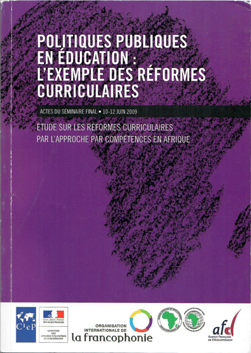 POLITIQUES PUBLIQUES
EN ÉDUCATION :
L'EXEMPLE DES RÉFORMES
CURRICULAIRES
ACTES DU SÉMINAIRE FINAL • 10-12 JUIN 2009
ÉTUDE SUR LES RÉFORMES CURRICULAIRES
PAR L'APPROCHE PAR COMPÉTENCES EN AFRIQUE
CIEP
ORGANISATION
INTERNATIONALE DE
la francophonie
afd